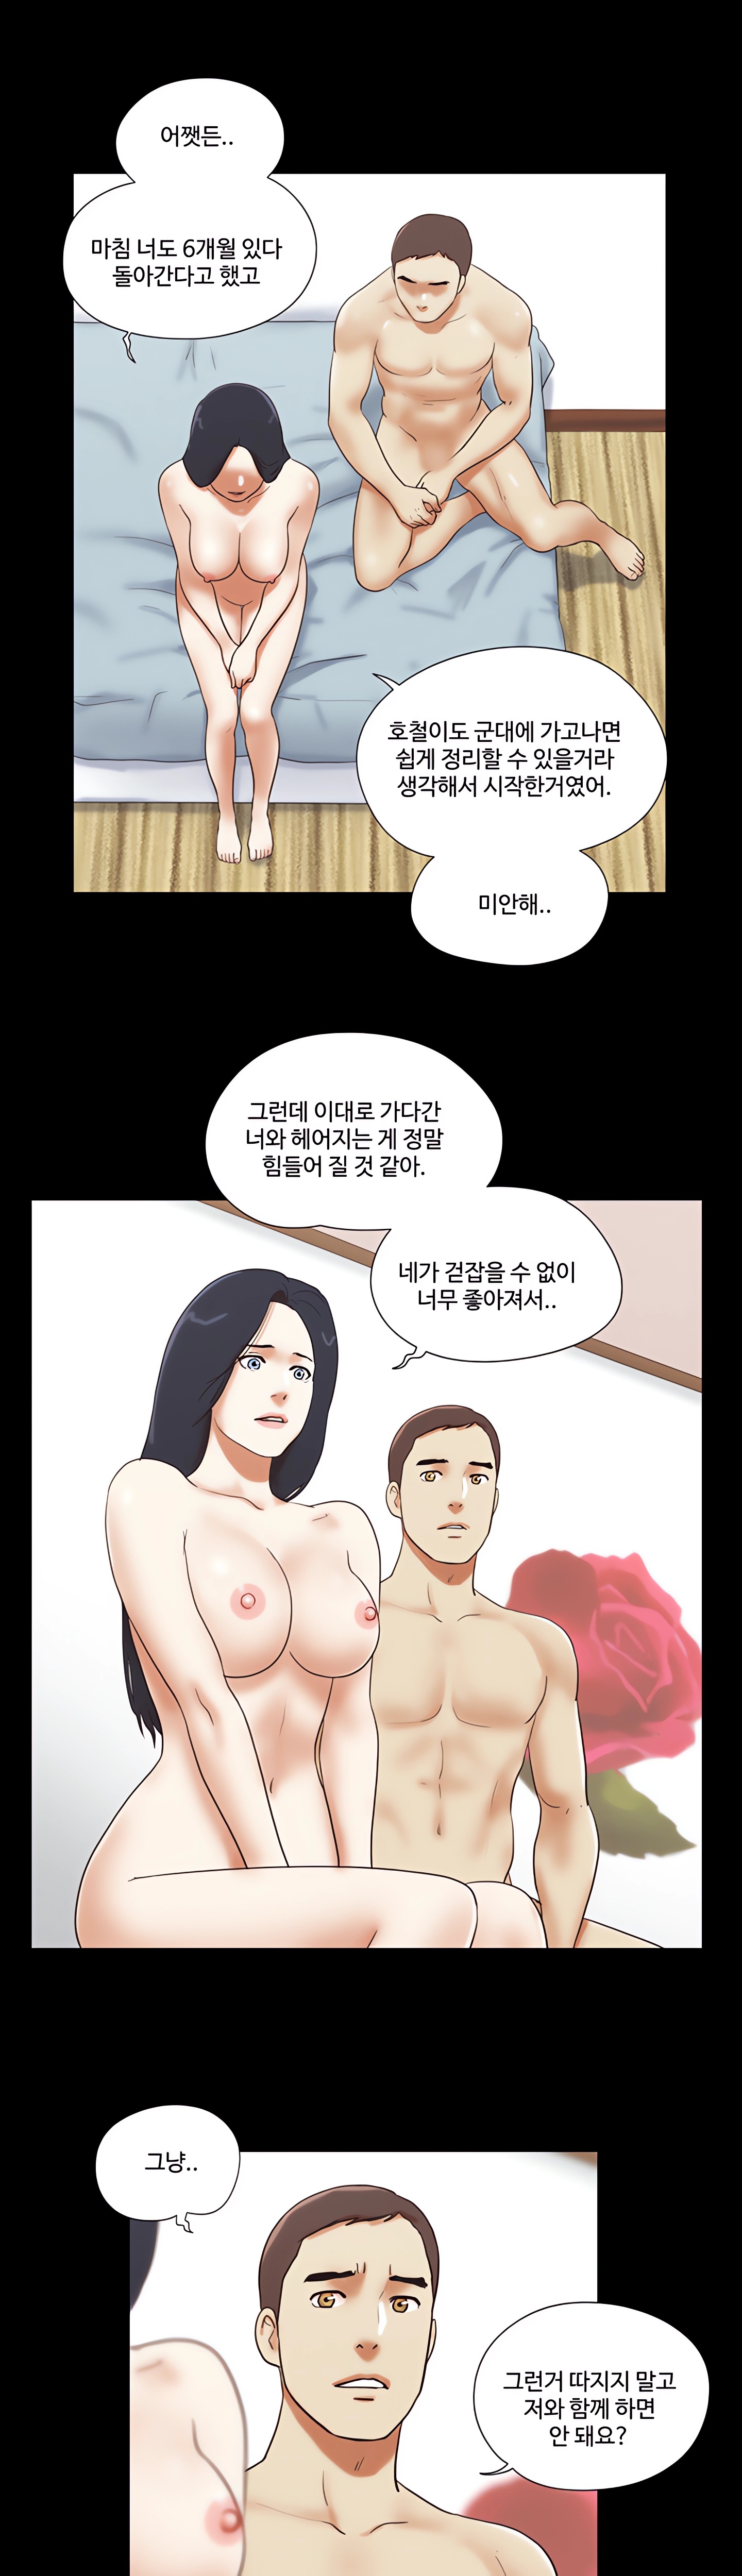 어쨋든..
마침 너도 6개월 있다
돌아간다고 했고
호철이도 군대에 가고나면
쉽게 정리할 수 있을거라
생각해서 시작한거였어.
미안해..
그런데 이대로 가다간
너와 헤어지는 게 정말
힘들어 질 것 같아.
네가 걷잡을 수 없이
너무 좋아져서..
그냥..
그런거 따지지 말고
저와 함께 하면
안 돼요?